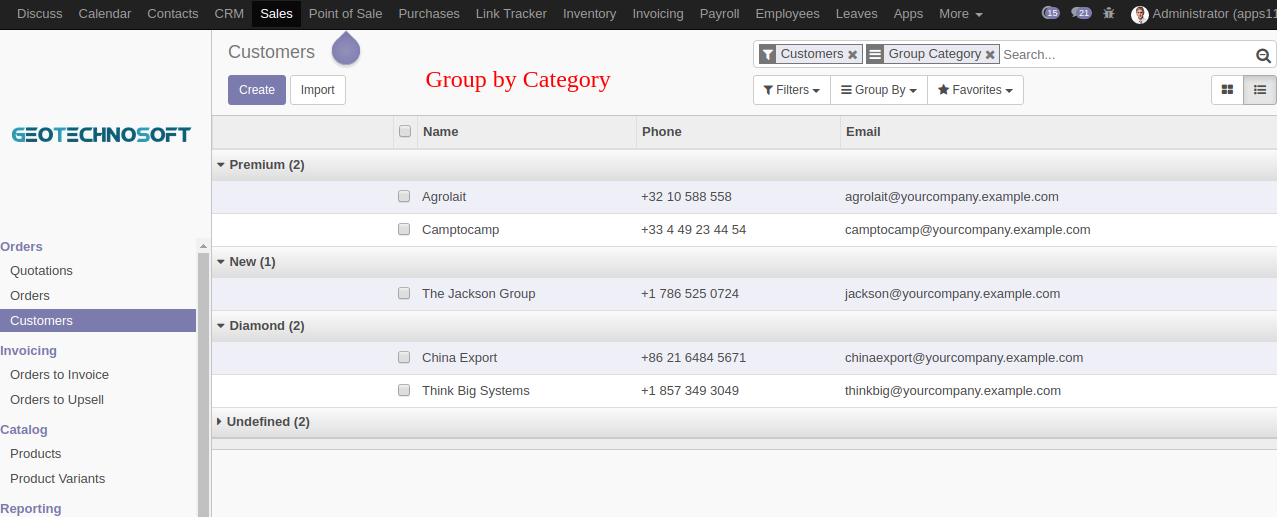 Discuss Calendar Contacts CRM Sales Point of Sale Purchases Link Tracker Inventory Invoicing Payroll Employees Leaves Apps More 15 21 Administrator (apps11
Customers
Customers Group Category Search...
Group by Category
Create Import
Filters Group By Favorites
GEOTECHNOSOFT
Name Phone Email
Premium (2)
Agrolait +32 10 588 558 agrolait@yourcompany.example.com
Camptocamp +33 4 49 23 44 54 camptocamp@yourcompany.example.com
New (1)
The Jackson Group +1 786 525 0724 jackson@yourcompany.example.com
Diamond (2)
China Export +86 21 6484 5671 chinaexport@yourcompany.example.com
Think Big Systems +1 857 349 3049 thinkbig@yourcompany.example.com
Undefined (2)
Orders
Quotations
Orders
Customers
Invoicing
Orders to Invoice
Orders to Upsell
Catalog
Products
Product Variants
Reporting